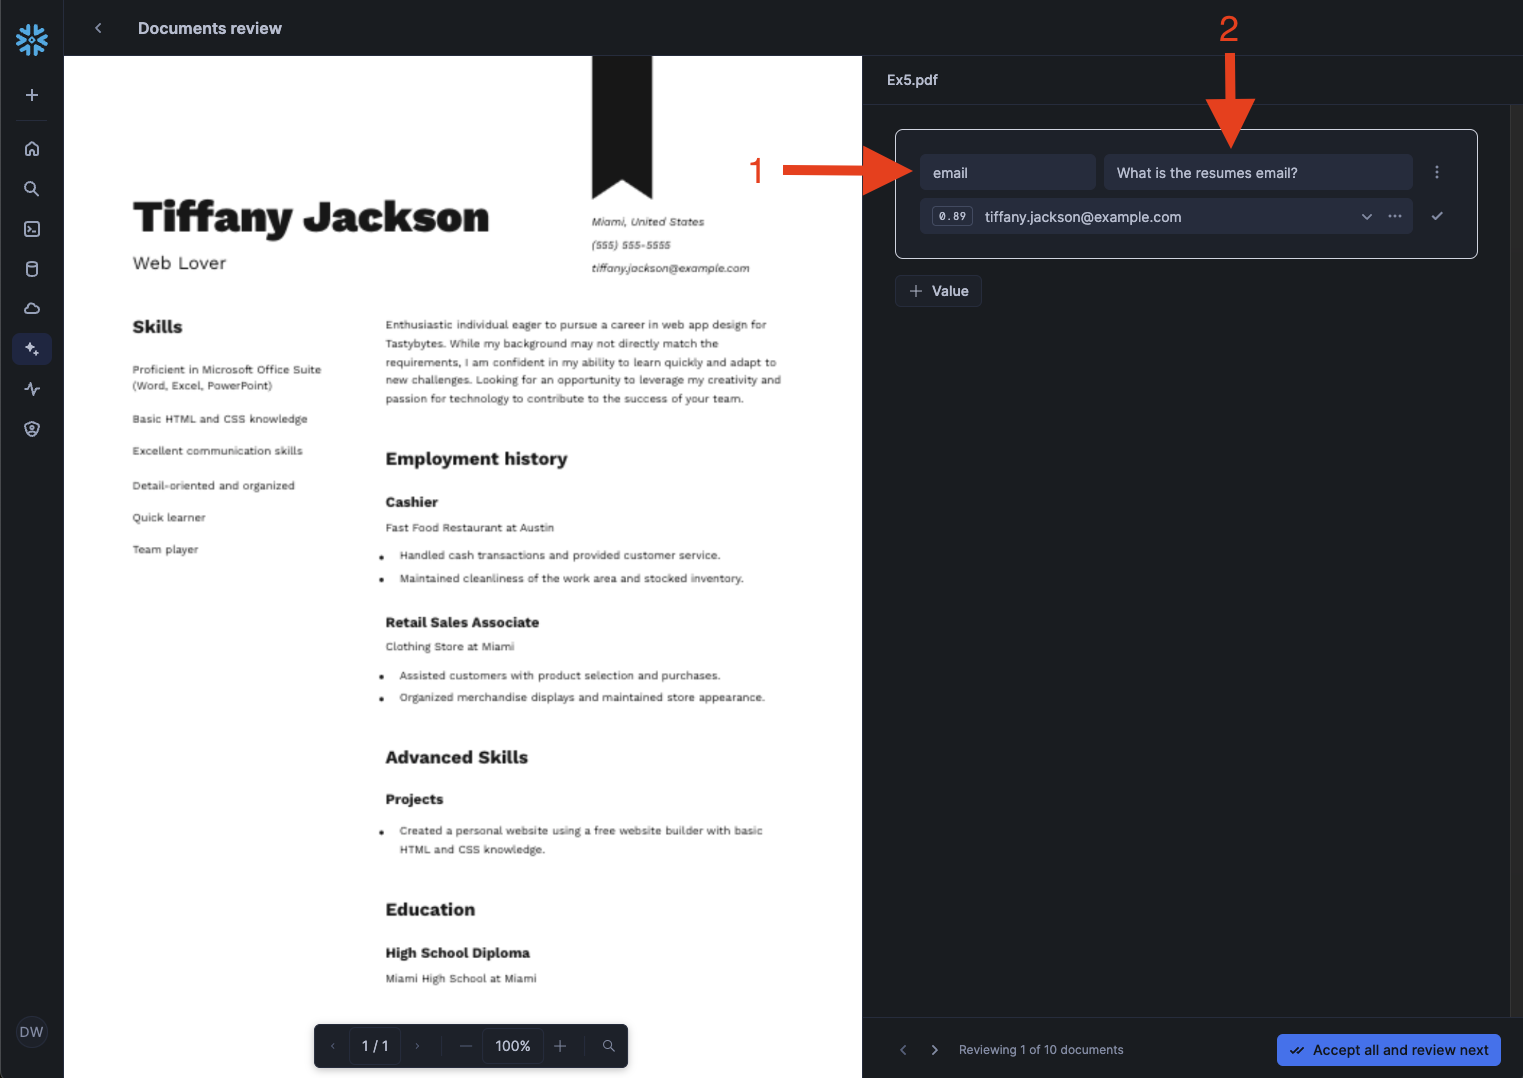 Documents review
2
Ex5.pdf
1
email
What is the resumes email?
0.89
tiffany.jackson@example.com
Value
Tiffany Jackson
Web Lover
Miami, United States
(555) 555-5555
tiffany.jackson@example.com
Skills
Proficient in Microsoft Office Suite
(Word, Excel, PowerPoint)
Basic HTML and CSS knowledge
Excellent communication skills
Detail-oriented and organized
Quick learner
Team player
Enthusiastic individual eager to pursue a career in web app design for
Tastybytes. While my background may not directly match the
requirements, I am confident in my ability to learn quickly and adapt to
new challenges. Looking for an opportunity to leverage my creativity and
passion for technology to contribute to the success of your team.
Employment history
Cashier
Fast Food Restaurant at Austin
Handled cash transactions and provided customer service.
Maintained cleanliness of the work area and stocked inventory.
Retail Sales Associate
Clothing Store at Miami
Assisted customers with product selection and purchases.
Organized merchandise displays and maintained store appearance.
Advanced Skills
Projects
Created a personal website using a free website builder with basic
HTML and CSS knowledge.
Education
High School Diploma
Miami High School at Miami
DW
1 / 1
100%
Reviewing 1 of 10 documents
Accept all and review next